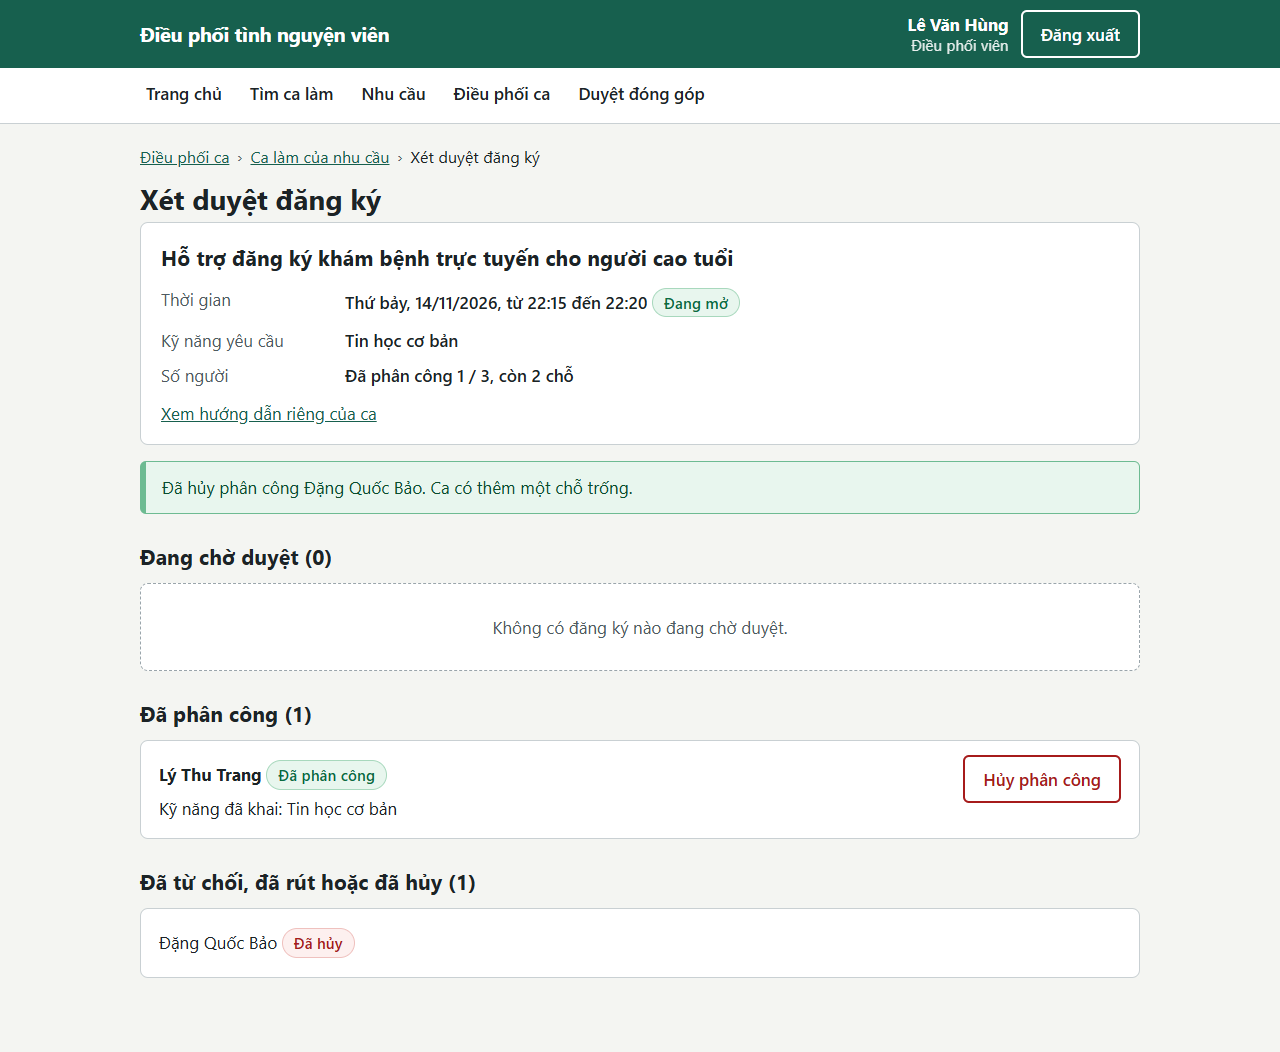 Điều phối tình nguyện viên
Lê Văn Hùng
Điều phối viên
Đăng xuất
Trang chủ
Tìm ca làm
Nhu cầu
Điều phối ca
Duyệt đóng góp
Điều phối ca › Ca làm của nhu cầu › Xét duyệt đăng ký
Xét duyệt đăng ký
Hỗ trợ đăng ký khám bệnh trực tuyến cho người cao tuổi
Thời gian
Thứ bảy, 14/11/2026, từ 22:15 đến 22:20 Đang mở
Kỹ năng yêu cầu
Tin học cơ bản
Số người
Đã phân công 1 / 3, còn 2 chỗ
Xem hướng dẫn riêng của ca
Đã hủy phân công Đặng Quốc Bảo. Ca có thêm một chỗ trống.
Đang chờ duyệt (0)
Không có đăng ký nào đang chờ duyệt.
Đã phân công (1)
Lý Thu Trang Đã phân công
Kỹ năng đã khai: Tin học cơ bản
Hủy phân công
Đã từ chối, đã rút hoặc đã hủy (1)
Đặng Quốc Bảo Đã hủy